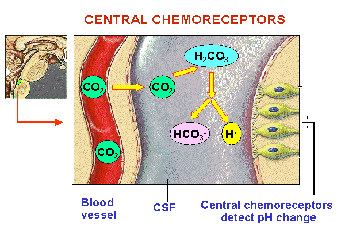 CENTRAL CHEMORECEPTORS
H₂CO₃
CO₂
CO₂
HCO₃⁻
H⁺
CO₂
Blood
vessel
CSF
Central chemoreceptors
detect pH change